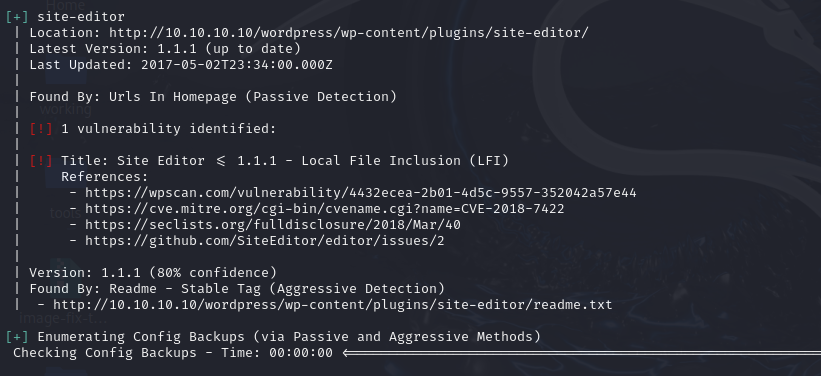 [+] site-editor
| Location: http://10.10.10.10/wordpress/wp-content/plugins/site-editor/
| Latest Version: 1.1.1 (up to date)
| Last Updated: 2017-05-02T23:34:00.000Z
|
| Found By: Urls In Homepage (Passive Detection)
|
| [!] 1 vulnerability identified:
|
| [!] Title: Site Editor <= 1.1.1 - Local File Inclusion (LFI)
|     References:
|      - https://wpscan.com/vulnerability/4432ecea-2b01-4d5c-9557-352042a57e44
|      - https://cve.mitre.org/cgi-bin/cvename.cgi?name=CVE-2018-7422
|      - https://seclists.org/fulldisclosure/2018/Mar/40
|      - https://github.com/SiteEditor/editor/issues/2
|
| Version: 1.1.1 (80% confidence)
| Found By: Readme - Stable Tag (Aggressive Detection)
|  - http://10.10.10.10/wordpress/wp-content/plugins/site-editor/readme.txt
[+] Enumerating Config Backups (via Passive and Aggressive Methods)
Checking Config Backups - Time: 00:00:00 <=====================================================
working
tools
image-fix-t...